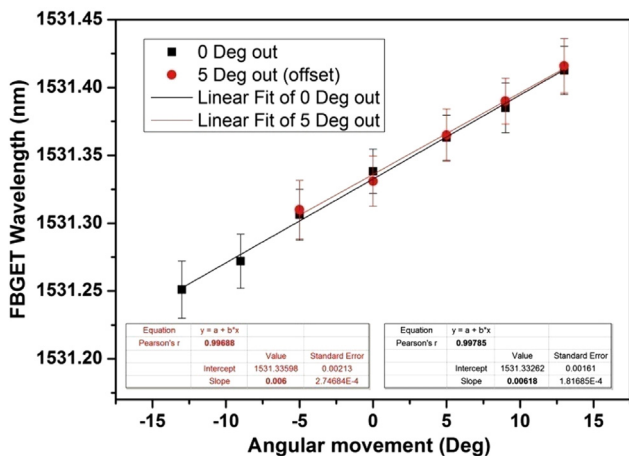 1531.45
1531.40
1531.35
1531.30
1531.25
1531.20
FBGET Wavelength (nm)
0 Deg out
5 Deg out (offset)
Linear Fit of 0 Deg out
Linear Fit of 5 Deg out
Equation y = a + b*x
Pearson's r 0.99688
Value Standard Error
Intercept 1531.33598 0.00213
Slope 0.006 2.74684E-4
Equation y = a + b*x
Pearson's r 0.99785
Value Standard Error
Intercept 1531.33262 0.00161
Slope 0.00618 1.81685E-4
-15 -10 -5 0 5 10 15
Angular movement (Deg)